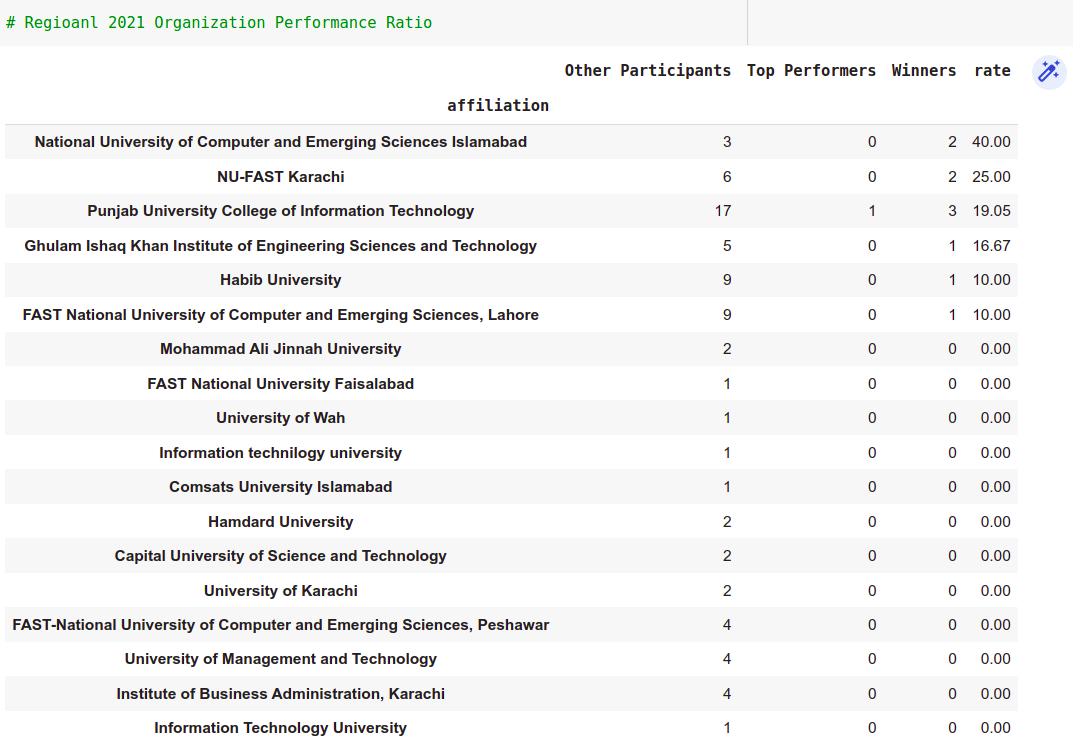 # Regioanl 2021 Organization Performance Ratio
Other Participants Top Performers Winners rate
affiliation
National University of Computer and Emerging Sciences Islamabad 3 0 2 40.00
NU-FAST Karachi 6 0 2 25.00
Punjab University College of Information Technology 17 1 3 19.05
Ghulam Ishaq Khan Institute of Engineering Sciences and Technology 5 0 1 16.67
Habib University 9 0 1 10.00
FAST National University of Computer and Emerging Sciences, Lahore 9 0 1 10.00
Mohammad Ali Jinnah University 2 0 0 0.00
FAST National University Faisalabad 1 0 0 0.00
University of Wah 1 0 0 0.00
Information technilogy university 1 0 0 0.00
Comsats University Islamabad 1 0 0 0.00
Hamdard University 2 0 0 0.00
Capital University of Science and Technology 2 0 0 0.00
University of Karachi 2 0 0 0.00
FAST-National University of Computer and Emerging Sciences, Peshawar 4 0 0 0.00
University of Management and Technology 4 0 0 0.00
Institute of Business Administration, Karachi 4 0 0 0.00
Information Technology University 1 0 0 0.00